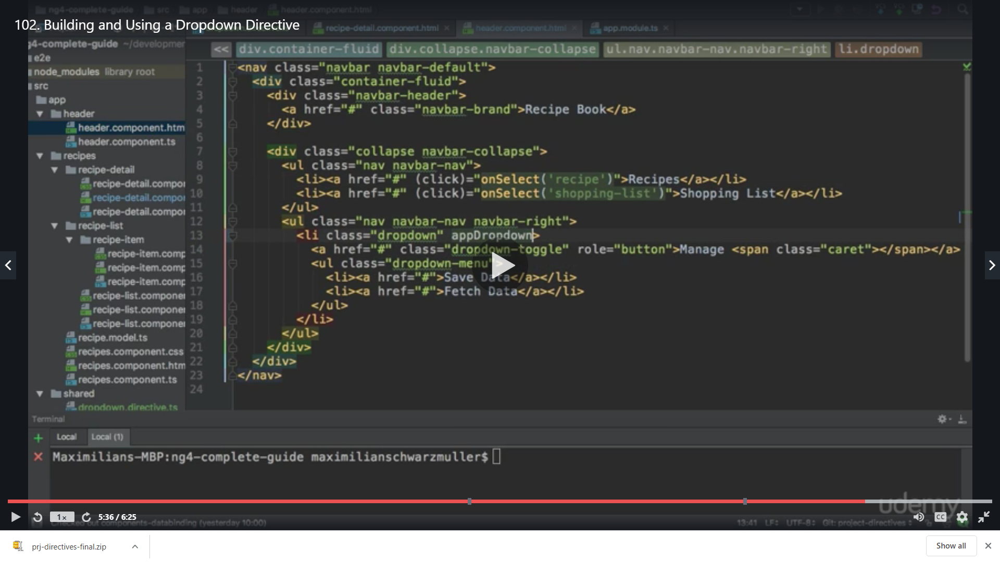 ng4-complete-guide src app header header.component.html
102. Building and Using a Dropdown Directive
recipe-detail.component.html × header.component.html × app.module.ts ×
g4-complete-guide ~/developmer
<< div.container-fluid div.collapse.navbar-collapse ul.nav.navbar-nav.navbar-right li.dropdown
e2e
node_modules library root
src
app
header
header.component.htm
header.component.ts
recipes
recipe-detail
recipe-detail.compor
recipe-detail.compor
recipe-detail.compor
recipe-list
recipe-item
recipe-item.comp
recipe-item.comp
recipe-item.comp
recipe-list.componer
recipe-list.componer
recipe-list.componer
recipe.model.ts
recipes.component.css
recipes.component.htm
recipes.component.ts
shared
dropdown.directive.ts
1 <nav class="navbar navbar-default">
2 <div class="container-fluid">
3 <div class="navbar-header">
4 <a href="#" class="navbar-brand">Recipe Book</a>
5 </div>
6
7 <div class="collapse navbar-collapse">
8 <ul class="nav navbar-nav">
9 <li><a href="#" (click)="onSelect('recipe')">Recipes</a></li>
10 <li><a href="#" (click)="onSelect('shopping-list')">Shopping List</a></li>
11 </ul>
12 <ul class="nav navbar-nav navbar-right">
13 <li class="dropdown" appDropdown>
14 <a href="#" class="dropdown-toggle" role="button">Manage <span class="caret"></span></a>
15 <ul class="dropdown-menu">
16 <li><a href="#">Save Data</a></li>
17 <li><a href="#">Fetch Data</a></li>
18 </ul>
19 </li>
20 </ul>
21 </div>
22 </div>
23 </nav>
24
Terminal
Local Local (1)
Maximilians-MBP:ng4-complete-guide maximilianschwarzmuller$
udemy
1x 5:36 / 6:25 CC
Checked out components-databinding (yesterday 10:00) 13:41 LF UTF-8 Git: project-directives
prj-directives-final.zip Show all